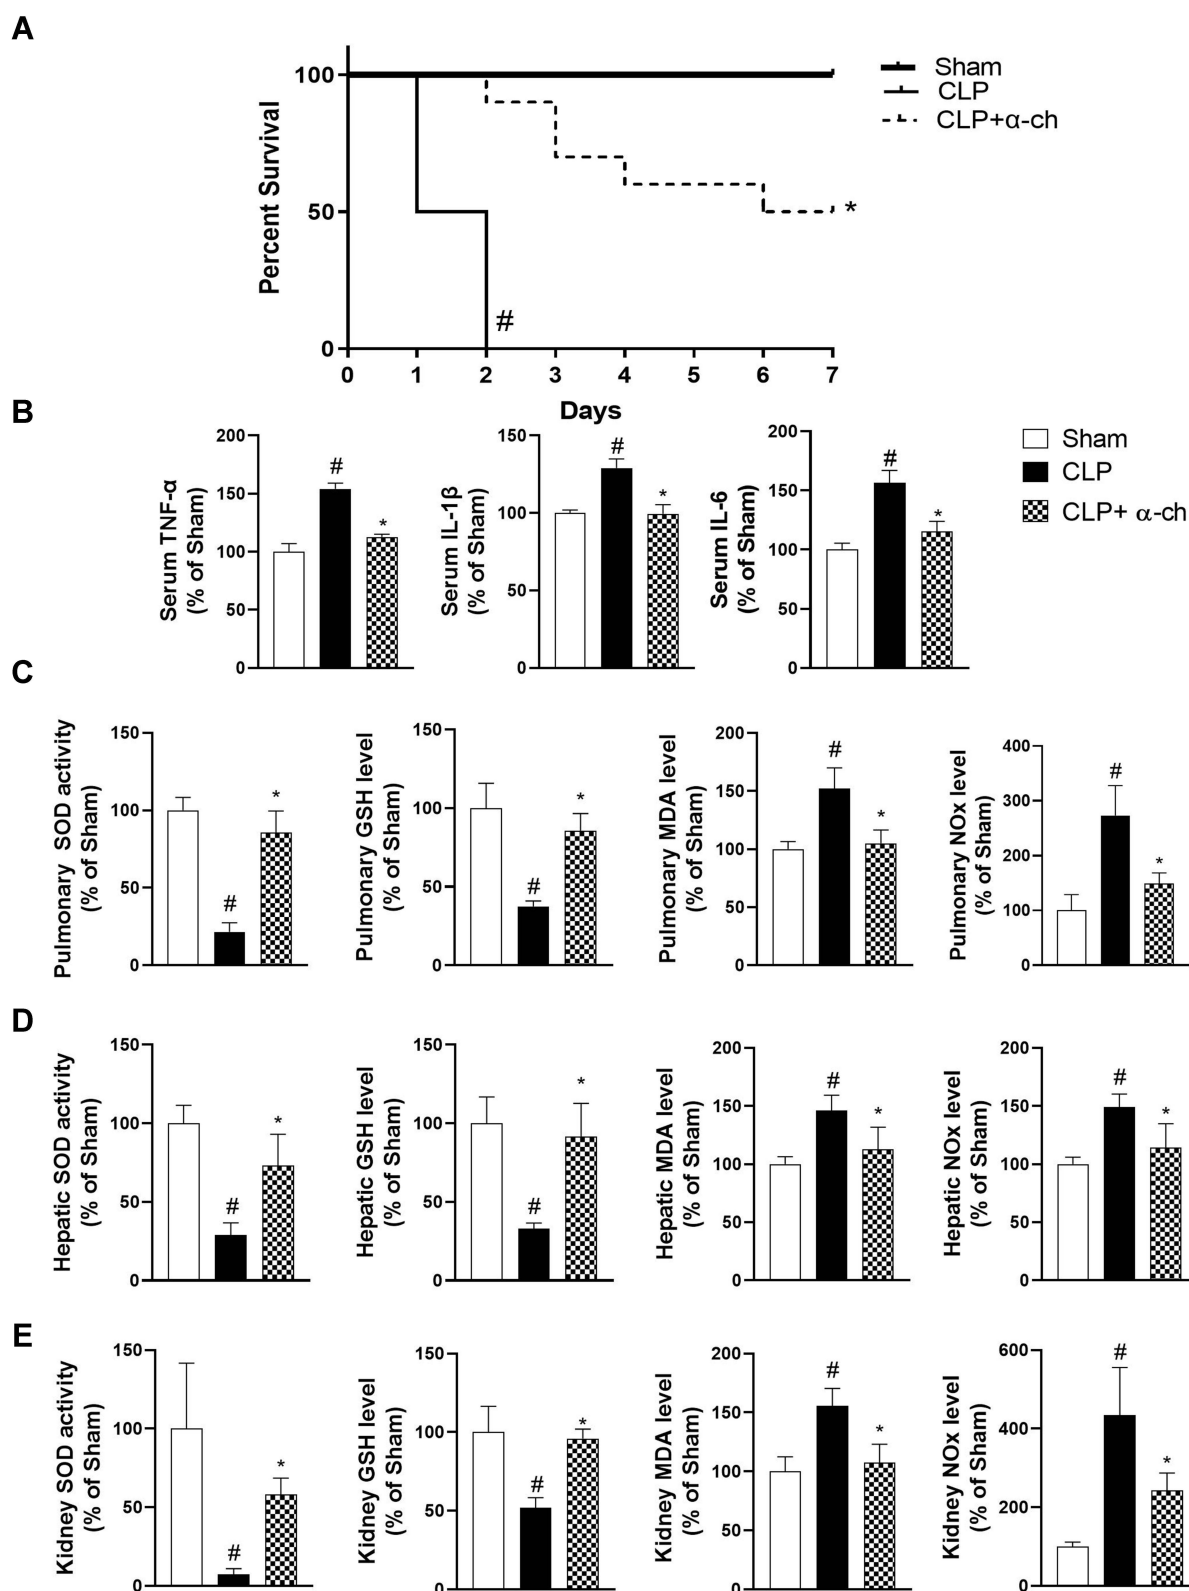 A
Percent Survival
100
50
0
0 1 2 3 4 5 6 7
Days
#
*
Sham
CLP
CLP+α-ch
B
Serum TNF-α
(% of Sham)
200
150
100
50
0
#
*
Serum IL-1β
(% of Sham)
150
100
50
0
#
*
Serum IL-6
(% of Sham)
200
150
100
50
0
#
*
Sham
CLP
CLP+ α-ch
C
Pulmonary SOD activity
(% of Sham)
150
100
50
0
#
*
Pulmonary GSH level
(% of Sham)
150
100
50
0
#
*
Pulmonary MDA level
(% of Sham)
200
150
100
50
0
#
*
Pulmonary NOx level
(% of Sham)
400
300
200
100
0
#
*
D
Hepatic SOD activity
(% of Sham)
150
100
50
0
#
*
Hepatic GSH level
(% of Sham)
150
100
50
0
#
*
Hepatic MDA level
(% of Sham)
200
150
100
50
0
#
*
Hepatic NOx level
(% of Sham)
200
150
100
50
0
#
*
E
Kidney SOD activity
(% of Sham)
150
100
50
0
#
*
Kidney GSH level
(% of Sham)
150
100
50
0
#
*
Kidney MDA level
(% of Sham)
200
150
100
50
0
#
*
Kidney NOx level
(% of Sham)
600
400
200
0
#
*